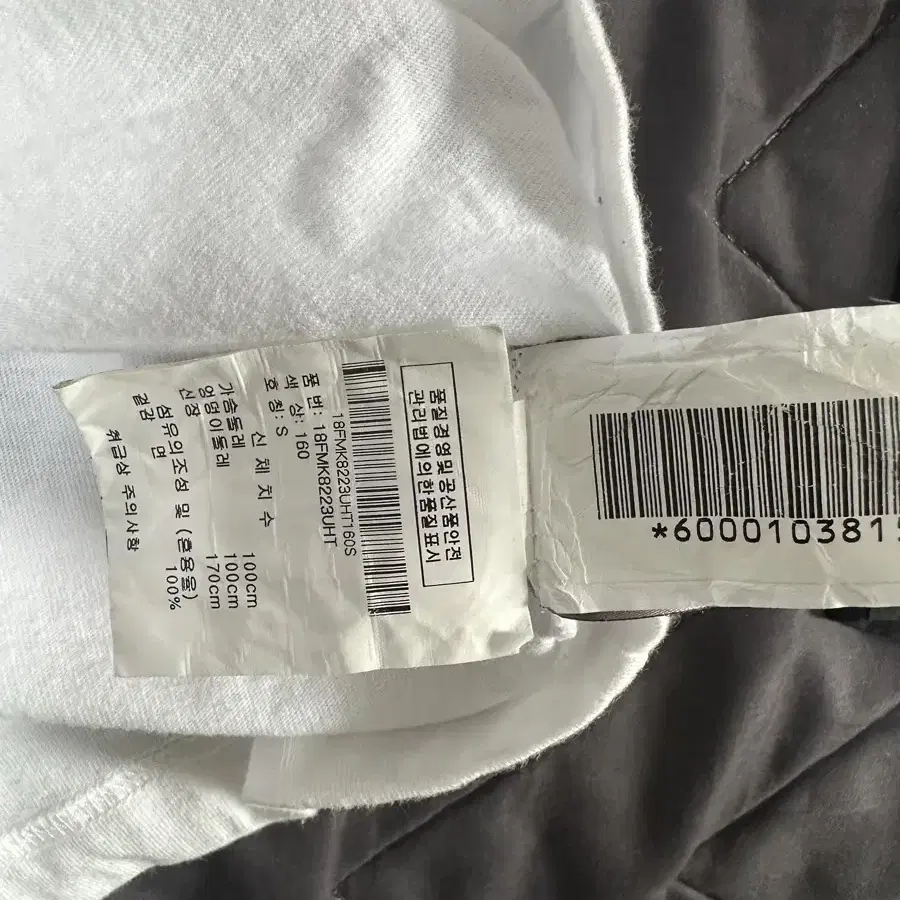 품질경영및공산품안전
관리법에의한품질표시
18FMK8223UHT160S
품 번: 18FMK8223UHT
색 상: 160
호 칭: S
신 체 치 수
가슴둘레 100cm
엉덩이둘레 100cm
신장 170cm
섬유의조성 및 (혼용율)
겉감 면 100%
취급상 주의사항
*600010381